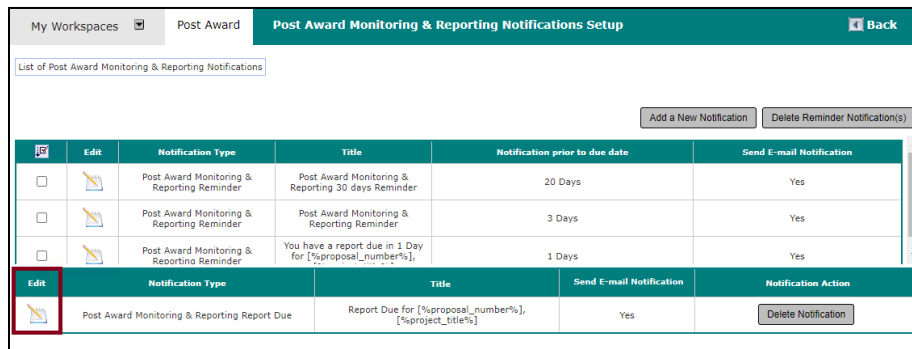 My Workspaces Post Award Post Award Monitoring & Reporting Notifications Setup Back
List of Post Award Monitoring & Reporting Notifications
Add a New Notification Delete Reminder Notification(s)
Edit Notification Type Title Notification prior to due date Send E-mail Notification
Post Award Monitoring &
Reporting Reminder
Post Award Monitoring &
Reporting 30 days Reminder
20 Days
Yes
Post Award Monitoring &
Reporting Reminder
Post Award Monitoring &
Reporting Reminder
3 Days
Yes
Post Award Monitoring &
Reporting Reminder
You have a report due in 1 Day
for [%proposal_number%],
1 Days
Yes
Edit Notification Type Title Send E-mail Notification Notification Action
Post Award Monitoring & Reporting Report Due
Report Due for [%proposal_number%],
[%project_title%]
Yes
Delete Notification